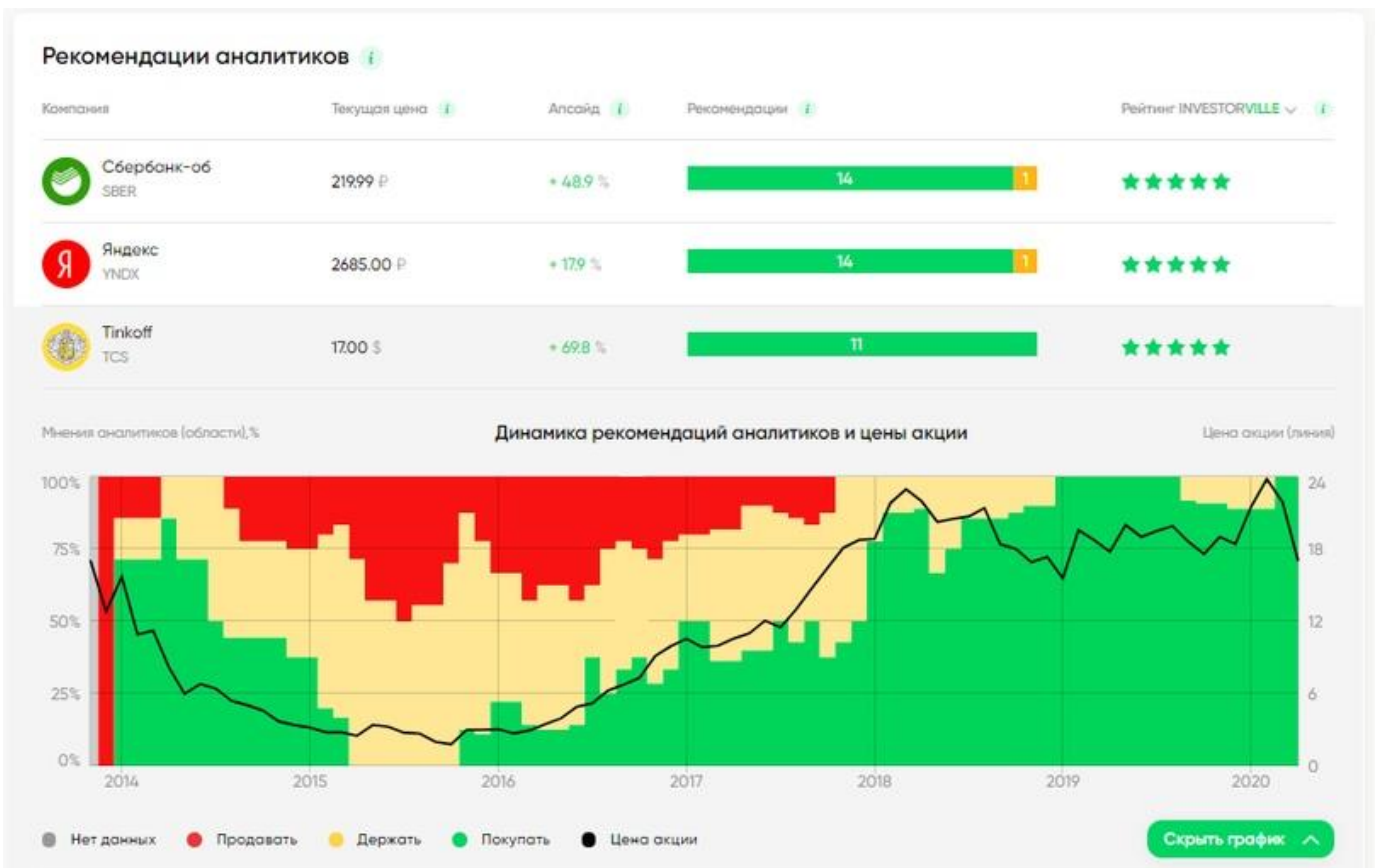 Рекомендации аналитиков i
Компания Текущая цена i Апсайд i Рекомендации i Рейтинг INVESTORVILLE i
Сбербанк-об
SBER
219.99 ₽ + 48.9 % 14 1
Яндекс
YNDX
2685.00 ₽ + 17.9 % 14 1
Tinkoff
TCS
17.00 $ + 69.8 % 11
Мнения аналитиков (области),% Динамика рекомендаций аналитиков и цены акции Цена акции (линия)
100% 24
75% 18
50% 12
25% 6
0% 0
2014 2015 2016 2017 2018 2019 2020
Нет данных Продавать Держать Покупать Цена акции Скрыть график